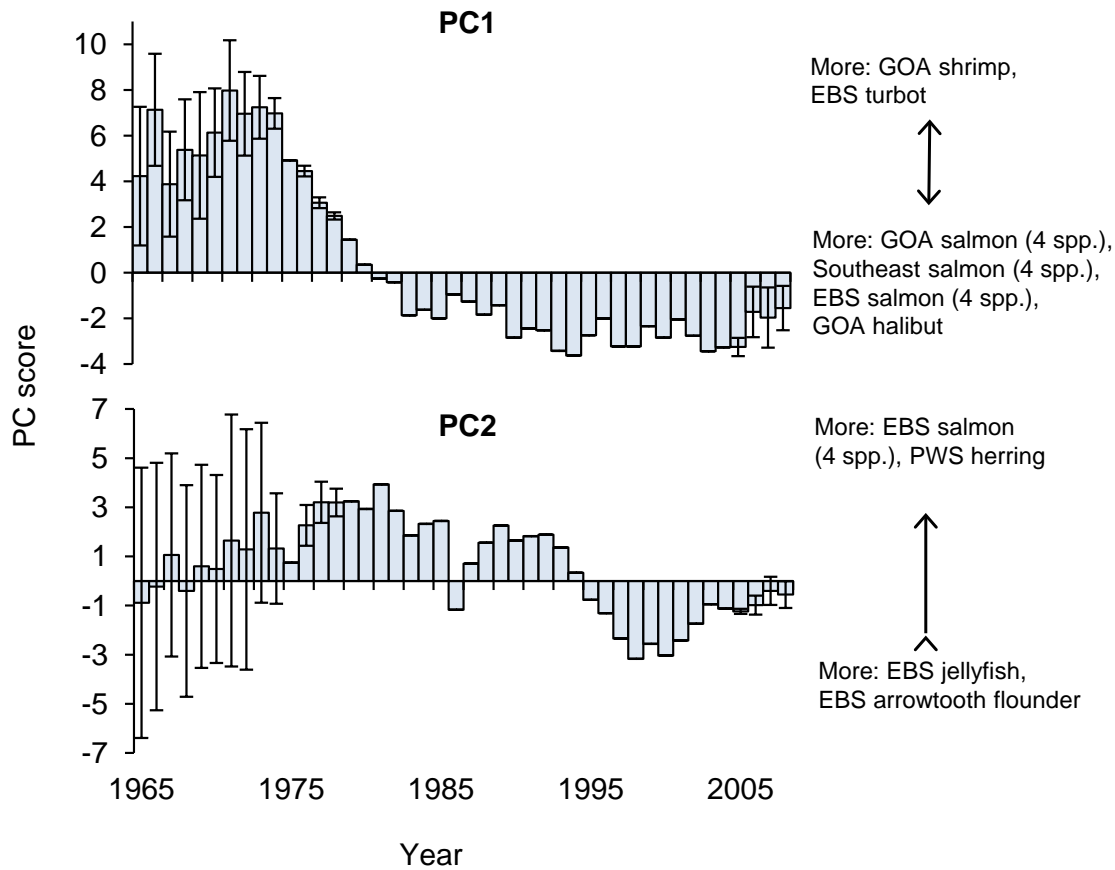 PC1
10
8
6
4
2
0
-2
-4
More: GOA shrimp,
EBS turbot
More: GOA salmon (4 spp.),
Southeast salmon (4 spp.),
EBS salmon (4 spp.),
GOA halibut
PC score
PC2
7
5
3
1
-1
-3
-5
-7
More: EBS salmon
(4 spp.), PWS herring
More: EBS jellyfish,
EBS arrowtooth flounder
1965 1975 1985 1995 2005
Year